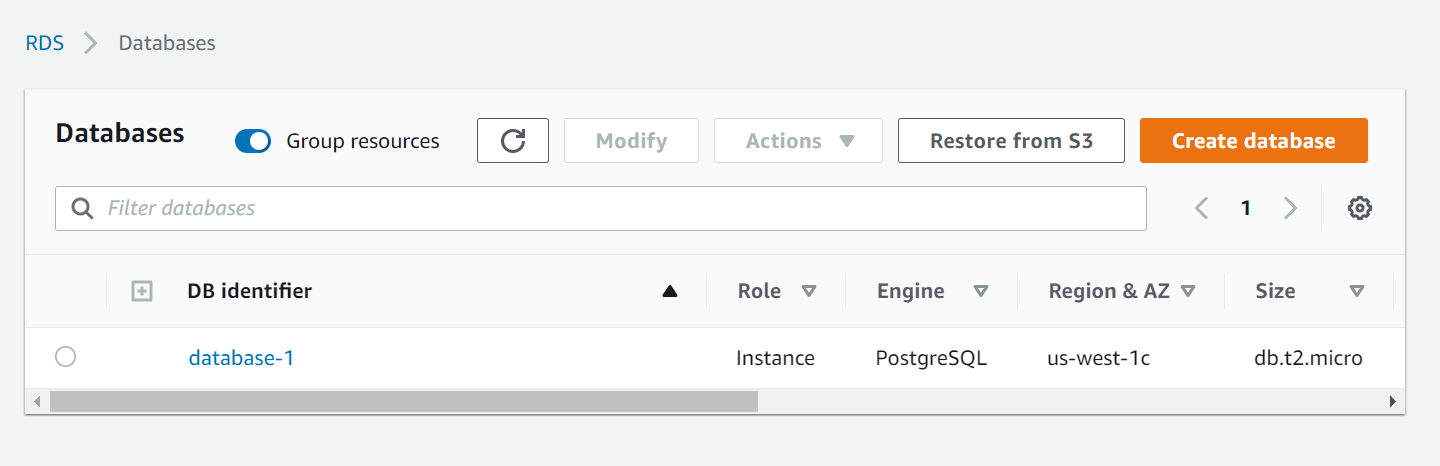 RDS Databases
Databases Group resources Modify Actions Restore from S3 Create database
Filter databases 1
DB identifier Role Engine Region & AZ Size
database-1 Instance PostgreSQL us-west-1c db.t2.micro